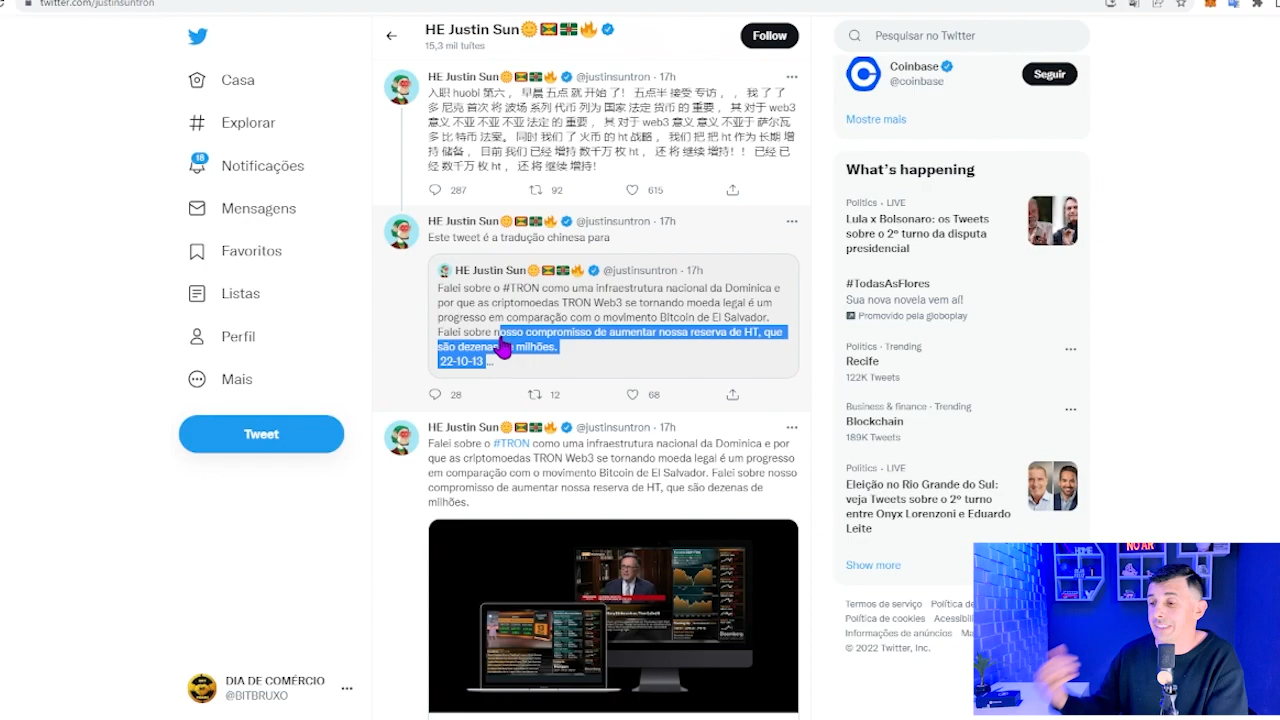 twitter.com/justinsuntron
HE Justin Sun
15,3 mil tuítes
Follow
Pesquisar no Twitter
Casa
Explorar
18
Notificações
Mensagens
Favoritos
Listas
Perfil
Mais
Tweet
DIA DE COMÉRCIO
@BITBRUXO
HE Justin Sun @justinsuntron · 17h
入职 huobi 第六， 早晨 五点 就 开始 了！ 五点半 接受 专访， ， 我 了 了
多 尼克 首次 将 波场 系列 代币 列为 国家 法定 货币 的 重要 ， 其 对于 web3
意义 不亚 不亚 不亚 法定 的 重要 ， 其 对于 web3 意义 意义 不亚于 萨尔瓦
多 比 特币 法案。 同时 我们 了 火币 的 ht 战略 ， 我们 把 把 ht 作为 长期 增
持 储备 ， 目前 我们 已经 增持 数千万 枚 ht ， 还 将 继续 增持！！ 已经 已
经 数千万 枚 ht ， 还 将 继续 增持！
287 92 615
HE Justin Sun @justinsuntron · 17h
Este tweet é a tradução chinesa para
HE Justin Sun @justinsuntron · 17h
Falei sobre o #TRON como uma infraestrutura nacional da Dominica e
por que as criptomoedas TRON Web3 se tornando moeda legal é um
progresso em comparação com o movimento Bitcoin de El Salvador.
Falei sobre nosso compromisso de aumentar nossa reserva de HT, que
são dezenas milhões.
22-10-13 ...
28 12 68
HE Justin Sun @justinsuntron · 17h
Falei sobre o #TRON como uma infraestrutura nacional da Dominica e por
que as criptomoedas TRON Web3 se tornando moeda legal é um progresso
em comparação com o movimento Bitcoin de El Salvador. Falei sobre nosso
compromisso de aumentar nossa reserva de HT, que são dezenas de
milhões.
Bloomberg
Coinbase
@coinbase
Seguir
Mostre mais
What's happening
Politics · LIVE
Lula x Bolsonaro: os Tweets
sobre o 2º turno da disputa
presidencial
#TodasAsFlores
Sua nova novela vem aí!
Promovido pela globoplay
Politics · Trending
Recife
122K Tweets
Business & finance · Trending
Blockchain
189K Tweets
Politics · LIVE
Eleição no Rio Grande do Sul:
veja Tweets sobre o 2º turno
entre Onyx Lorenzoni e Eduardo
Leite
Show more
Termos de serviço Política de
Política de cookies
Informações de anúncios
© 2022 Twitter, Inc.
HOME
NO AR